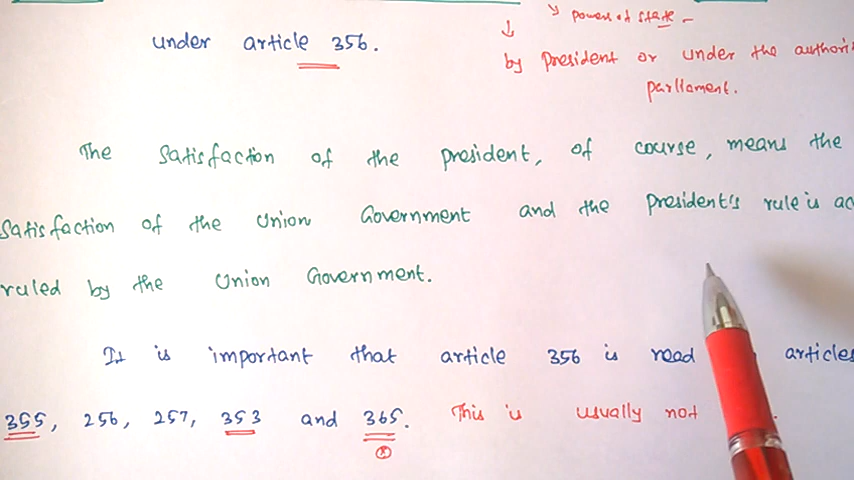 powers of state -
under article 356.
by president or under the
parliament.
The satisfaction of the president, of course, means the
satisfaction of the Union Government and the president's rule is
ruled by the Union Government.
It is important that article 356 is read articles
355, 256, 257, 353 and 365. This is usually not